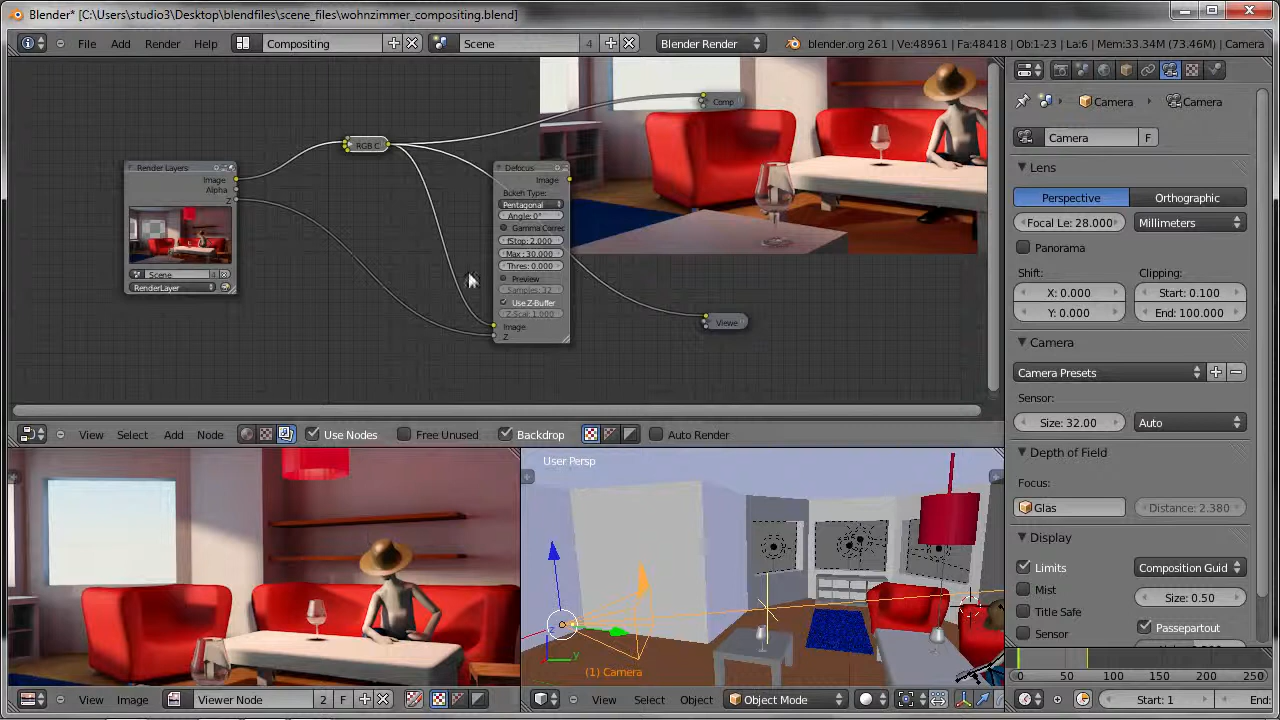 Blender* [C:\Users\studio3\Desktop\blendfiles\scene_files\wohnzimmer_compositing.blend]
File Add Render Help Compositing Scene 4 Blender Render blender.org 261 | Ve:48961 | Fa:48418 | Ob:1-23 | La:6 | Mem:33.34M (73.46M) | Camera
Camera Camera
Camera F
Lens
Perspective Orthographic
Focal Le: 28.000 Millimeters
Panorama
Shift: Clipping:
X: 0.000 Start: 0.100
Y: 0.000 End: 100.000
Camera
Camera Presets
Sensor:
Size: 32.00 Auto
Depth of Field
Focus:
Glas Distance: 2.380
Display
Limits Composition Guid
Mist Size: 0.50
Title Safe
Sensor Passepartout
Render Layers
Image
Alpha
Z
Scene 4
RenderLayer
RGB C
Comp
Defocus
Image
Bokeh Type:
Pentagonal
Angle: 0°
Gamma Correc
fStop: 2.000
Max: 30.000
Thres: 0.000
Preview
Samples: 32
Use Z-Buffer
Z-Scal: 1.000
Image
Z
Viewe
View Select Add Node Use Nodes Free Unused Backdrop Auto Render
User Persp
(1) Camera
View Image Viewer Node 2 F
View Select Object Object Mode
0 50 100 150 200 250
Start: 1 End: